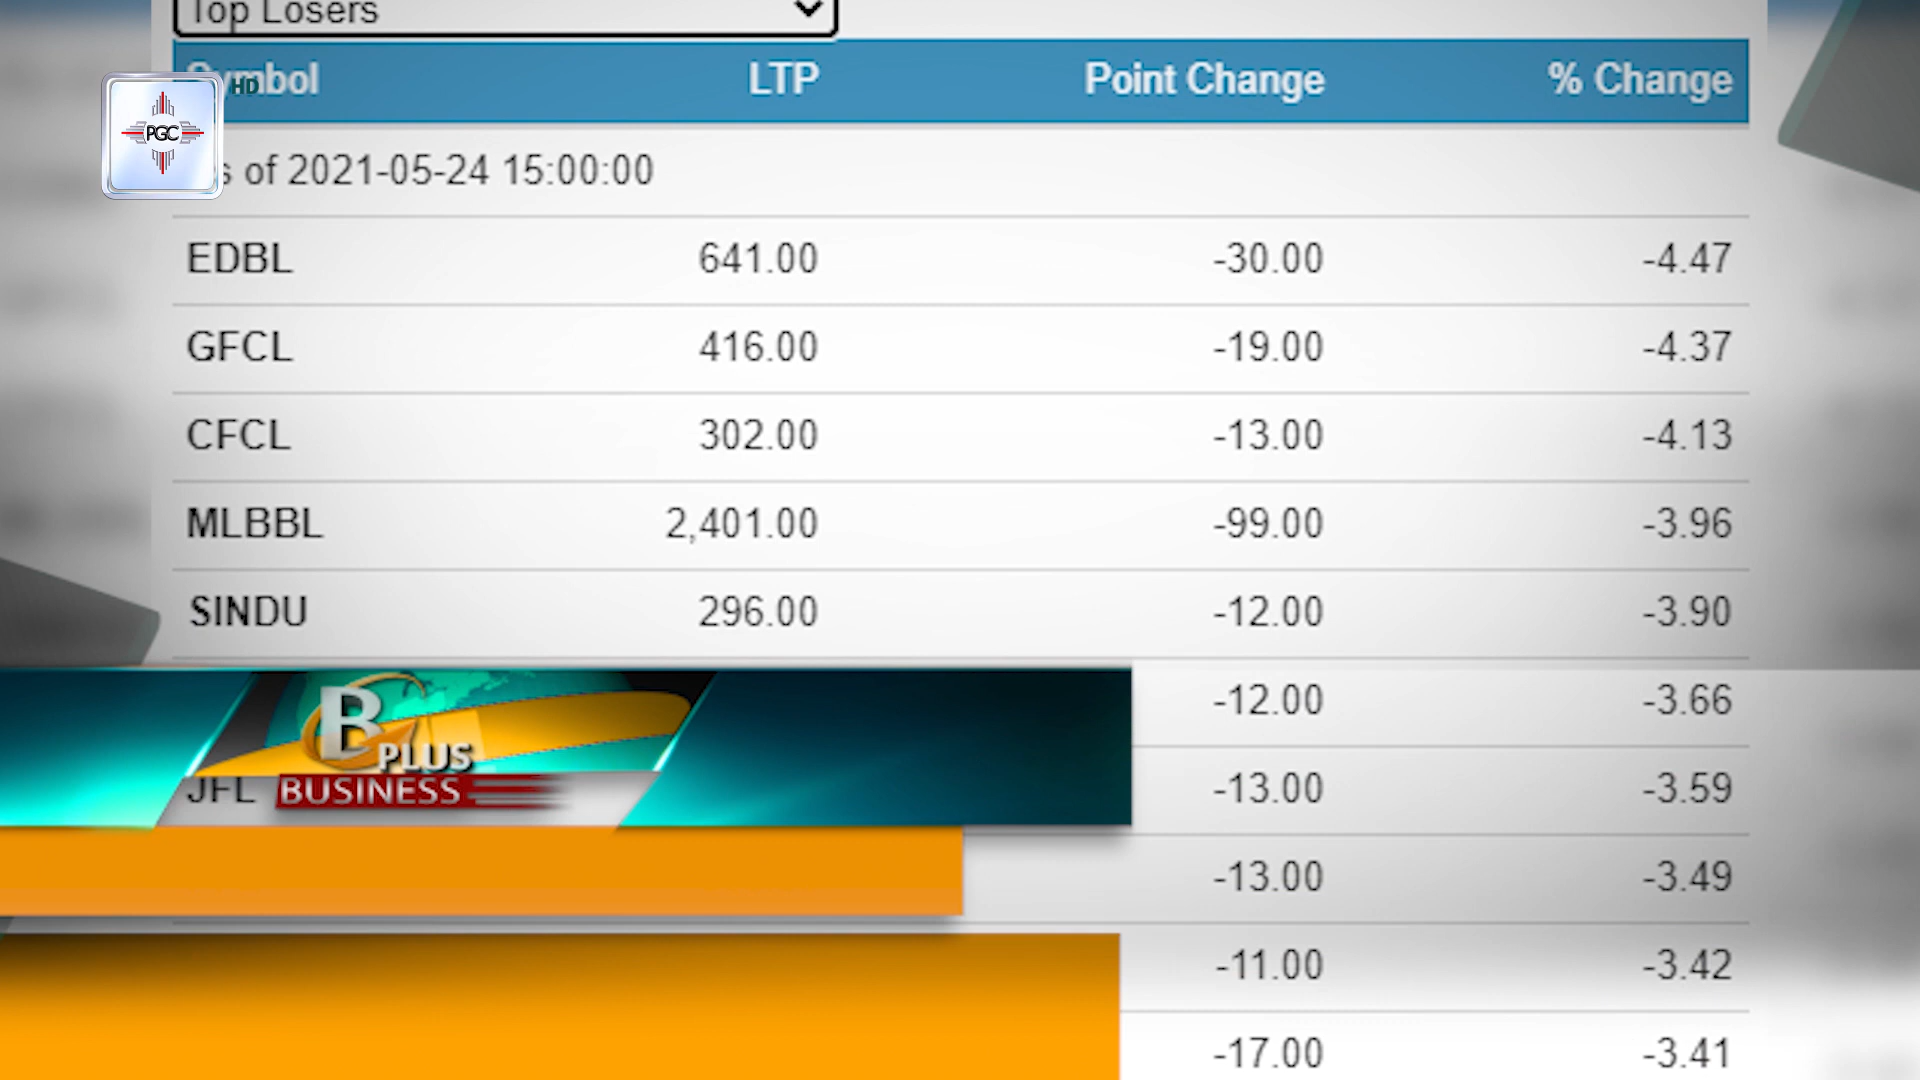 Top Losers
Symbol LTP Point Change % Change
HD
PGC
s of 2021-05-24 15:00:00
EDBL 641.00 -30.00 -4.47
GFCL 416.00 -19.00 -4.37
CFCL 302.00 -13.00 -4.13
MLBBL 2,401.00 -99.00 -3.96
SINDU 296.00 -12.00 -3.90
-12.00 -3.66
B PLUS
JFL BUSINESS -13.00 -3.59
-13.00 -3.49
-11.00 -3.42
-17.00 -3.41